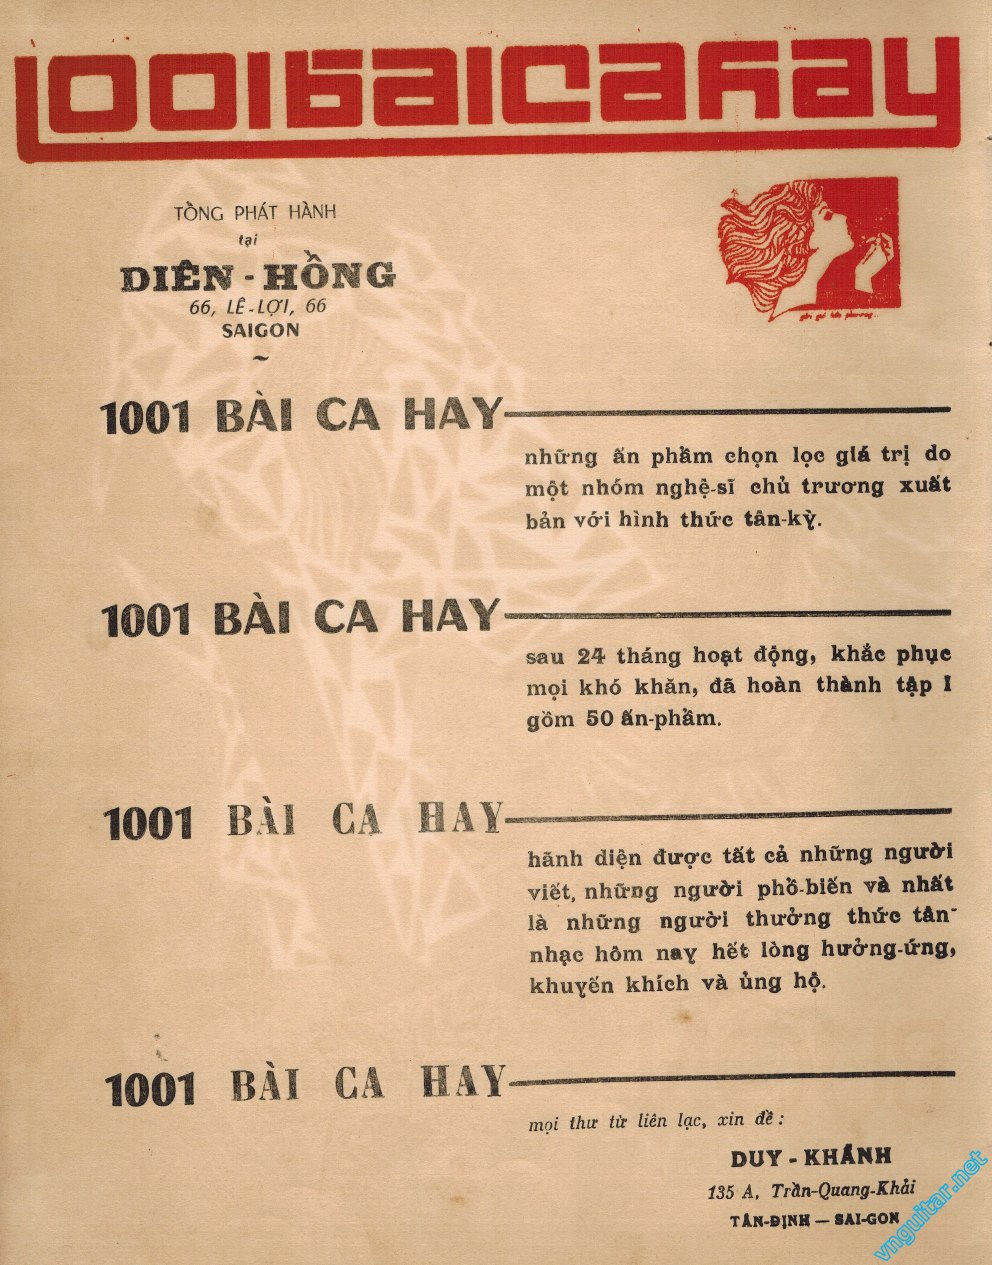 1001 bài ca hay
TỔNG PHÁT HÀNH
tại
DIÊN - HỒNG
66, LÊ-LỢI, 66
SAIGON
~
1001 BÀI CA HAY
những ấn phẩm chọn lọc giá trị do
một nhóm nghệ-sĩ chủ trương xuất
bản với hình thức tân-kỳ.
1001 BÀI CA HAY
sau 24 tháng hoạt động, khắc phục
mọi khó khăn, đã hoàn thành tập I
gồm 50 ấn-phẩm.
1001 BÀI CA HAY
hãnh diện được tất cả những người
viết, những người phổ-biến và nhất
là những người thưởng thức tân-
nhạc hôm nay hết lòng hưởng-ứng,
khuyến khích và ủng hộ.
1001 BÀI CA HAY
mọi thư từ liên lạc, xin đề :
DUY - KHÁNH
135 A, Trần-Quang-Khải
TÂN-ĐỊNH — SAI-GON
vnguitar.net